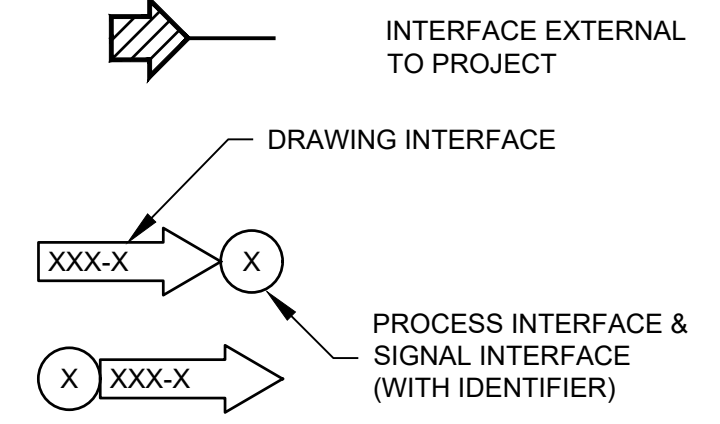 INTERFACE EXTERNAL
TO PROJECT
DRAWING INTERFACE
XXX-X
X
PROCESS INTERFACE &
SIGNAL INTERFACE
(WITH IDENTIFIER)
X
XXX-X